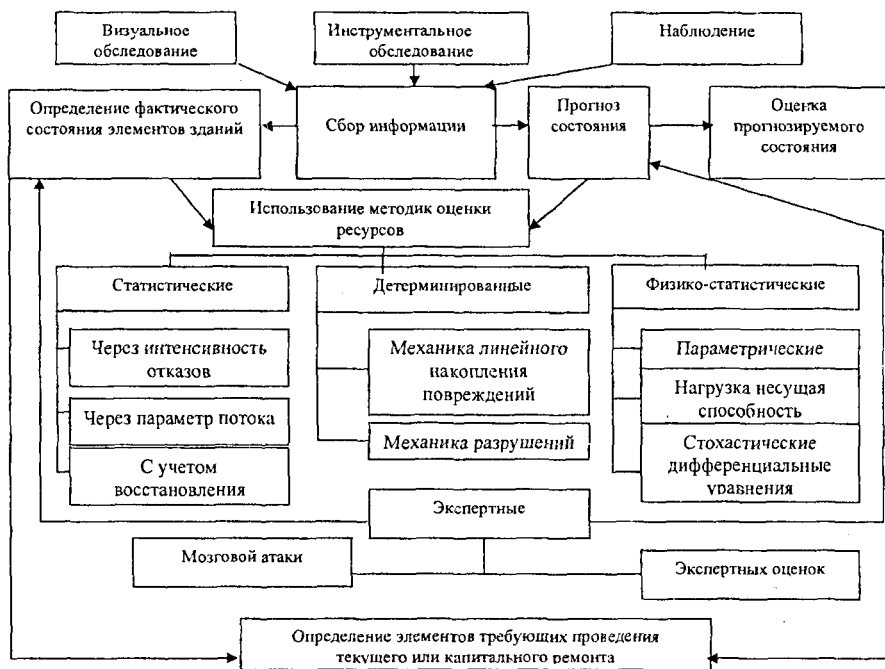 Визуальное
обследование
Инструментальное
обследование
Наблюдение
Определение фактического
состояния элементов зданий
Сбор информации
Прогноз
состояния
Оценка
прогнозируемого
состояния
Использование методик оценки
ресурсов
Статистические
Детерминированные
Физико-статистические
Через интенсивность
отказов
Через параметр потока
С учетом
восстановления
Механика линейного
накопления
повреждений
Механика разрушений
Параметрические
Нагрузка несущая
способность
Стохастические
дифференциальные
уравнения
Экспертные
Мозговой атаки
Экспертных оценок
Определение элементов требующих проведения
текущего или капитального ремонта